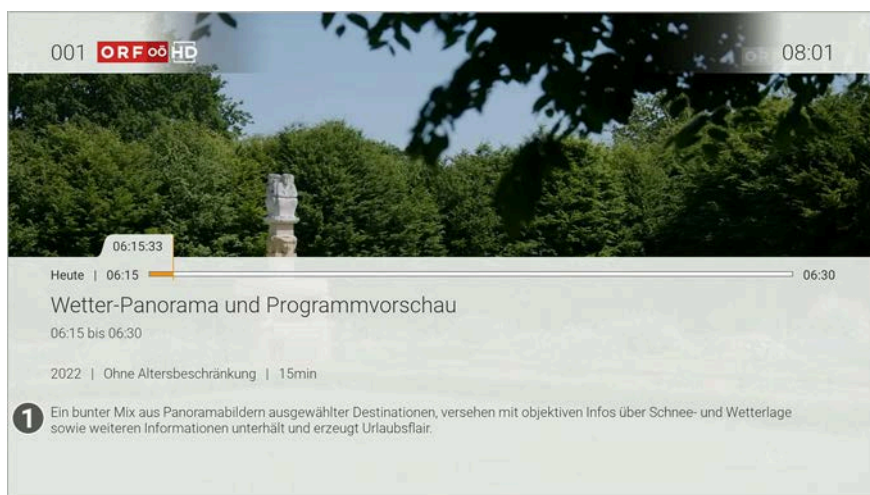 001 ORF oö HD
08:01
06:15:33
Heute | 06:15
06:30
Wetter-Panorama und Programmvorschau
06:15 bis 06:30
2022 | Ohne Altersbeschränkung | 15min
1
Ein bunter Mix aus Panoramabildern ausgewählter Destinationen, versehen mit objektiven Infos über Schnee- und Wetterlage
sowie weiteren Informationen unterhält und erzeugt Urlaubsflair.